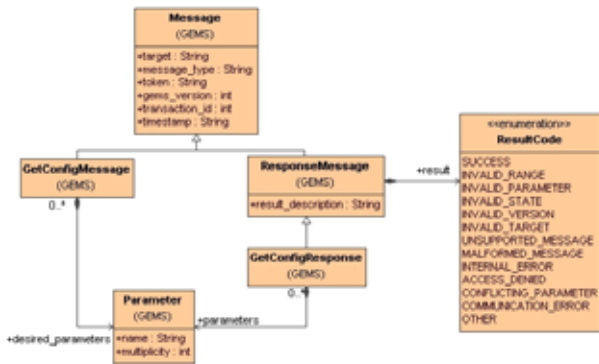 Message
(GEMS)
+target : String
+message_type : String
+token : String
+gems_version : int
+transaction_id : int
+timestamp : String
<<enumeration>>
ResultCode
SUCCESS
INVALID_RANGE
INVALID_PARAMETER
INVALID_STATE
INVALID_VERSION
INVALID_TARGET
UNSUPPORTED_MESSAGE
MALFORMED_MESSAGE
INTERNAL_ERROR
ACCESS_DENIED
CONFLICTING_PARAMETER
COMMUNICATION_ERROR
OTHER
GetConfigMessage
(GEMS)
0..*
ResponseMessage
(GEMS)
+result_description : String
+result
GetConfigResponse
(GEMS)
0..*
Parameter
(GEMS)
+name : String
+multiplicity : int
+desired_parameters
+parameters